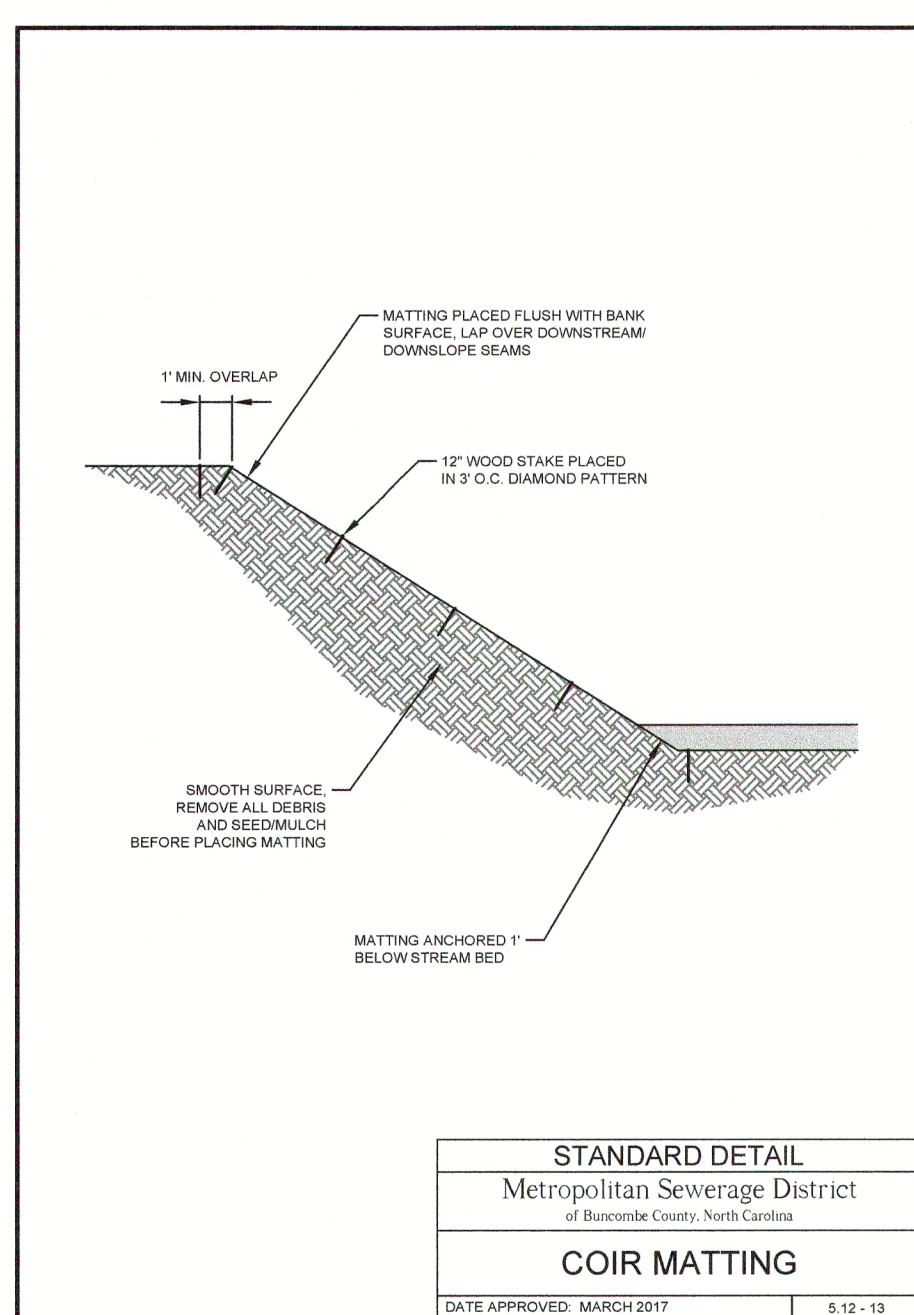 MATTING PLACED FLUSH WITH BANK
SURFACE, LAP OVER DOWNSTREAM/
DOWNSLOPE SEAMS
1' MIN. OVERLAP
12" WOOD STAKE PLACED
IN 3' O.C. DIAMOND PATTERN
SMOOTH SURFACE,
REMOVE ALL DEBRIS
AND SEED/MULCH
BEFORE PLACING MATTING
MATTING ANCHORED 1'
BELOW STREAM BED
STANDARD DETAIL
Metropolitan Sewerage District
of Buncombe County, North Carolina
COIR MATTING
DATE APPROVED: MARCH 2017
5.12 - 13